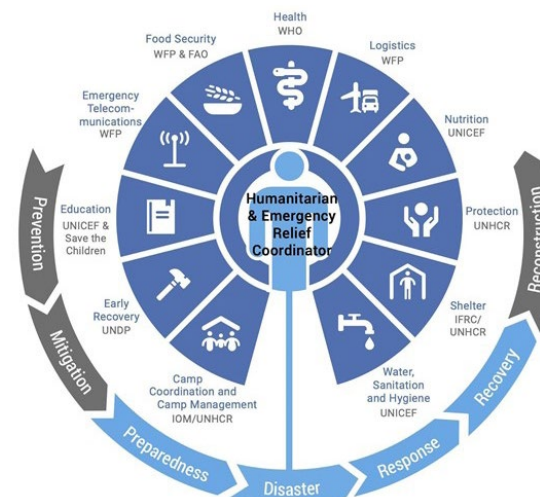 Health
WHO
Logistics
WFP
Nutrition
UNICEF
Protection
UNHCR
Shelter
IFRC/
UNHCR
Water,
Sanitation
and Hygiene
UNICEF
Camp
Coordination and
Camp Management
IOM/UNHCR
Early
Recovery
UNDP
Education
UNICEF &
Save the
Children
Emergency
Telecom-
munications
WFP
Food Security
WFP & FAO
Humanitarian
& Emergency
Relief
Coordinator
Prevention
Mitigation
Preparedness
Disaster
Response
Recovery
Reconstruction